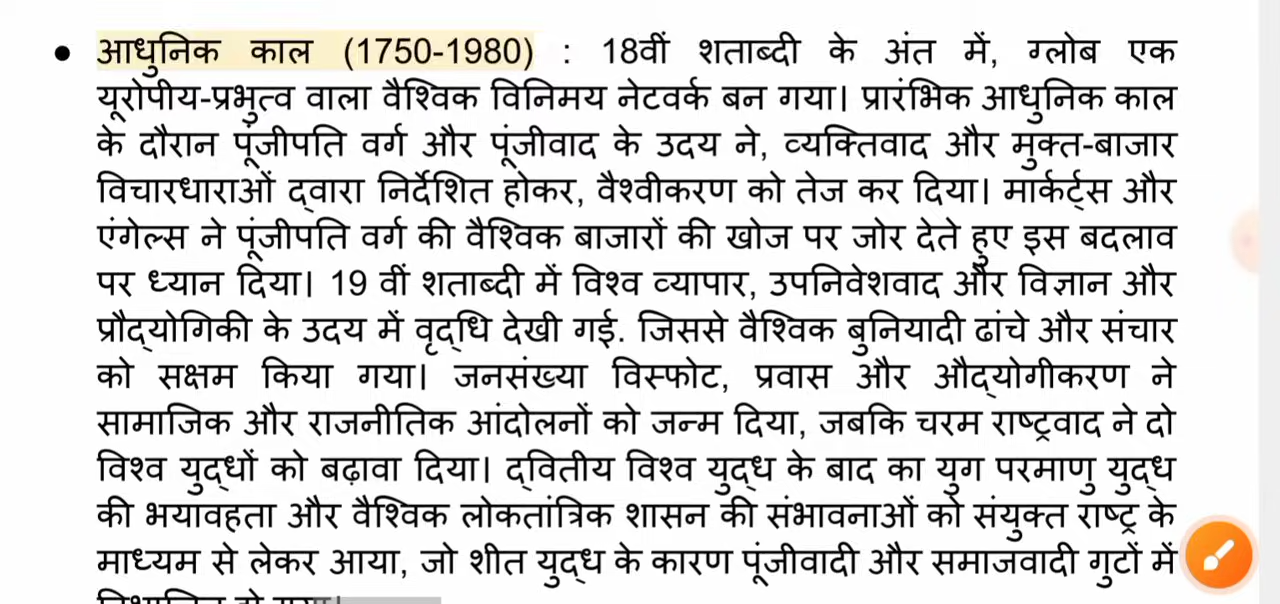 • आधुनिक काल (1750-1980) : 18वीं शताब्दी के अंत में, ग्लोब एक
यूरोपीय-प्रभुत्व वाला वैश्विक विनिमय नेटवर्क बन गया। प्रारंभिक आधुनिक काल
के दौरान पूंजीपति वर्ग और पूंजीवाद के उदय ने, व्यक्तिवाद और मुक्त-बाजार
विचारधाराओं द्वारा निर्देशित होकर, वैश्वीकरण को तेज कर दिया। मार्कर्ट्स और
एंगेल्स ने पूंजीपति वर्ग की वैश्विक बाजारों की खोज पर जोर देते हुए इस बदलाव
पर ध्यान दिया। 19 वीं शताब्दी में विश्व व्यापार, उपनिवेशवाद और विज्ञान और
प्रौद्योगिकी के उदय में वृद्धि देखी गई. जिससे वैश्विक बुनियादी ढांचे और संचार
को सक्षम किया गया। जनसंख्या विस्फोट, प्रवास और औद्योगीकरण ने
सामाजिक और राजनीतिक आंदोलनों को जन्म दिया, जबकि चरम राष्ट्रवाद ने दो
विश्व युद्धों को बढ़ावा दिया। द्वितीय विश्व युद्ध के बाद का युग परमाणु युद्ध
की भयावहता और वैश्विक लोकतांत्रिक शासन की संभावनाओं को संयुक्त राष्ट्र के
माध्यम से लेकर आया, जो शीत युद्ध के कारण पूंजीवादी और समाजवादी गुटों में